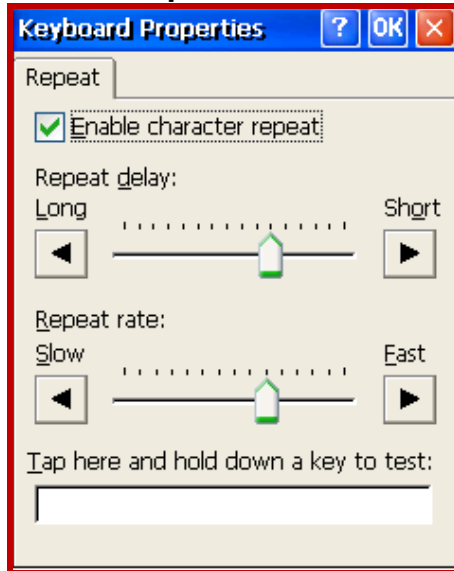 Keyboard Properties ? OK ×
Repeat
Enable character repeat
Repeat delay:
Long Short
Repeat rate:
Slow Fast
Tap here and hold down a key to test: